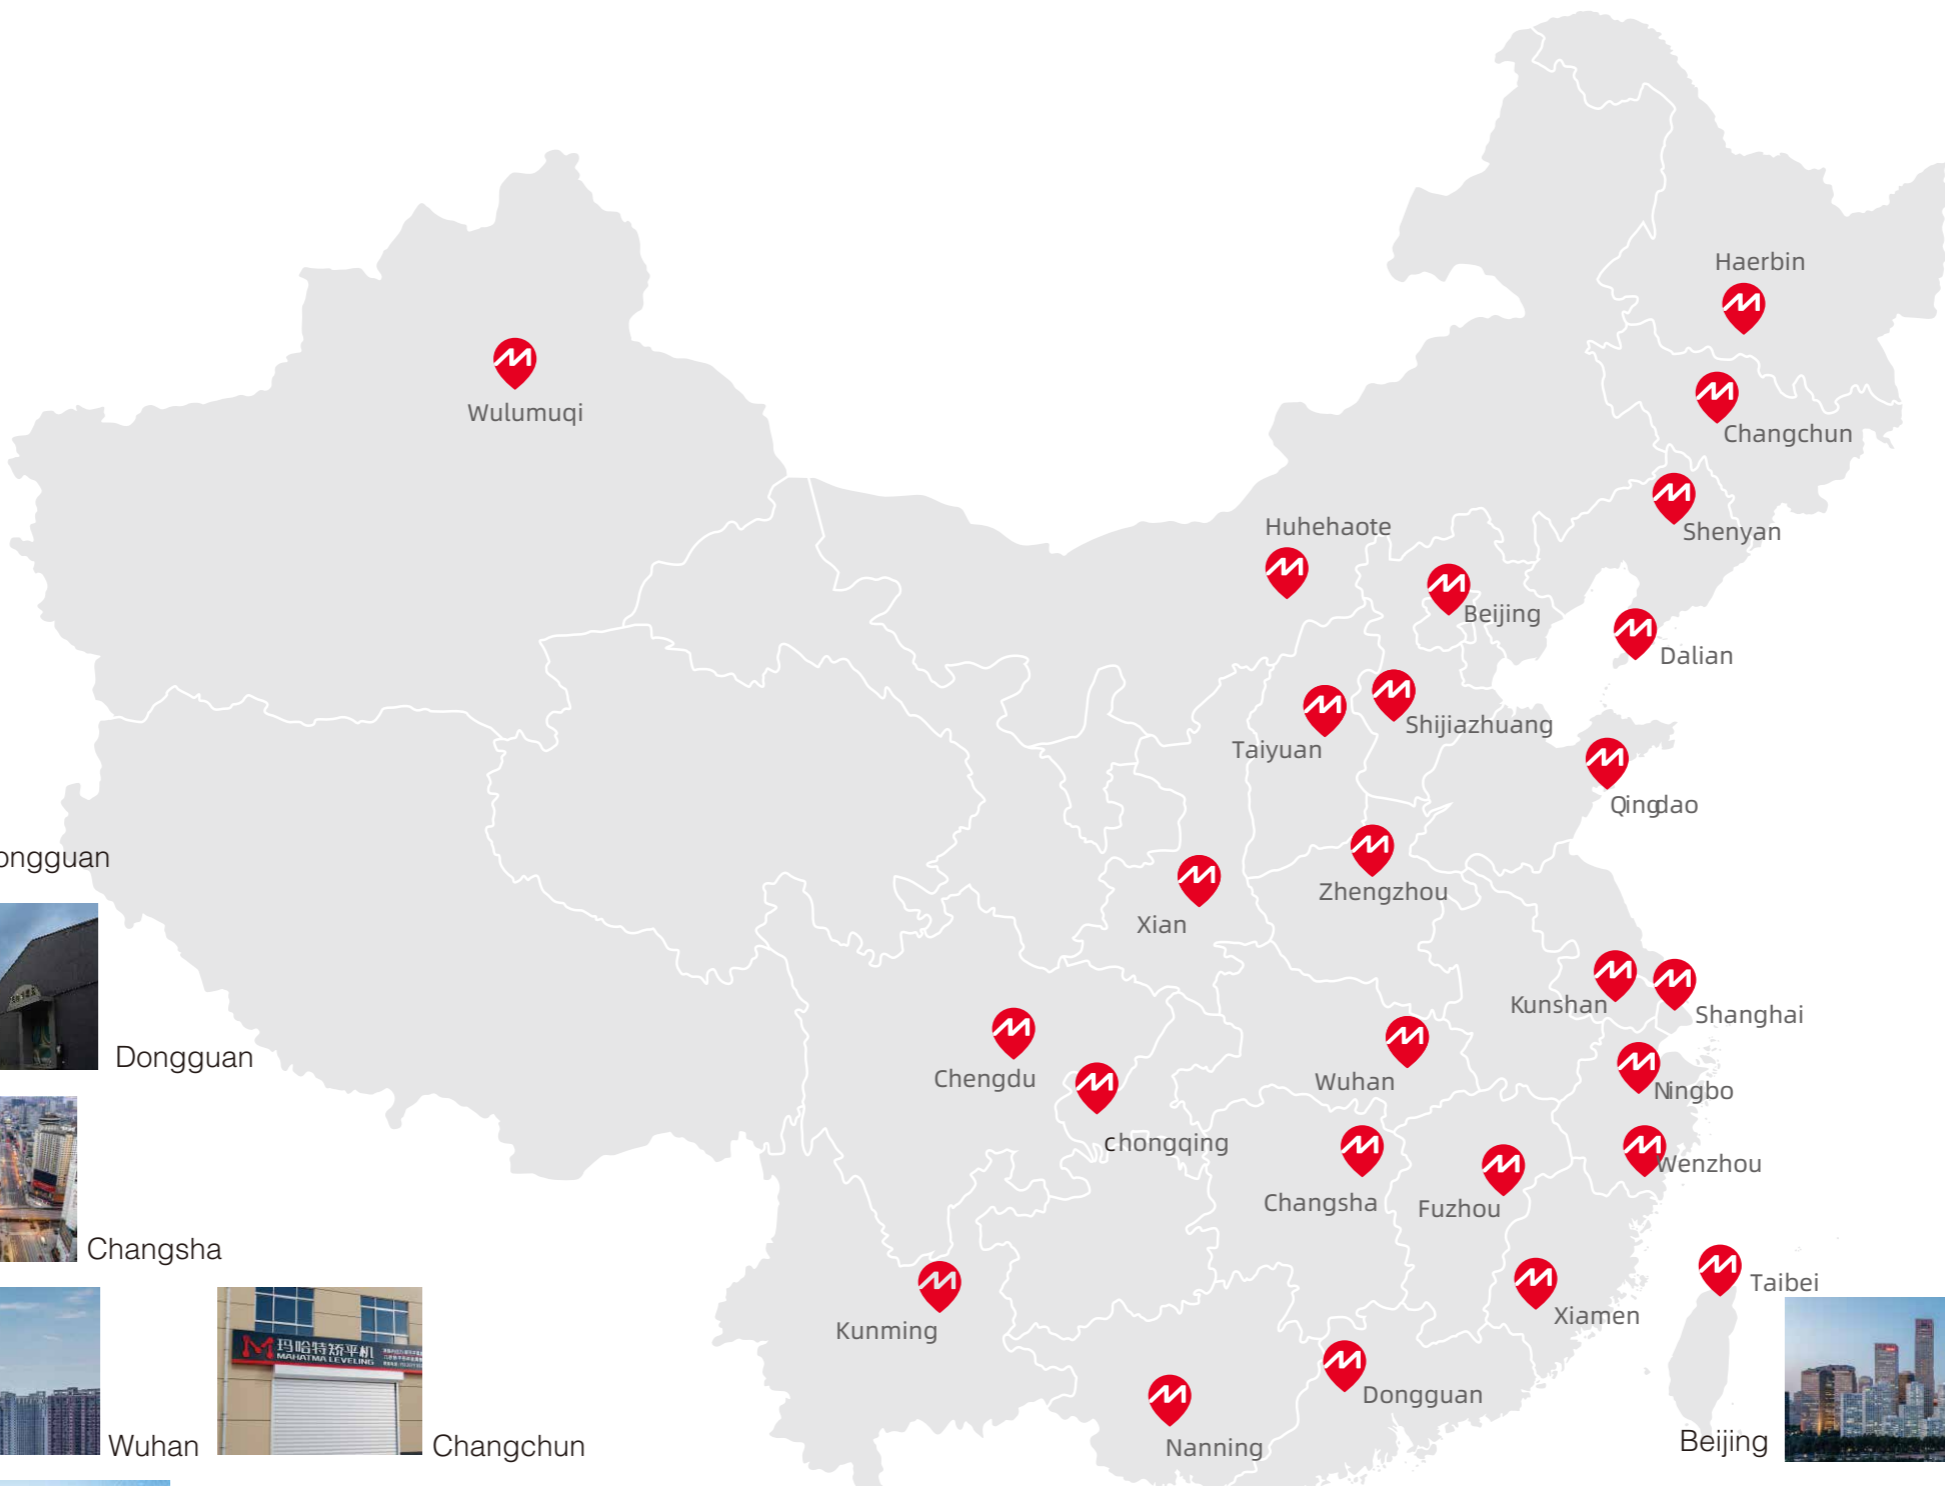 Haerbin
Wulumuqi
Changchun
Shenyan
Huhehaote
Beijing
Dalian
Shijiazhuang
Taiyuan
Qingdao
ongguan
Zhengzhou
Xian
Kunshan
Shanghai
Dongguan
Chengdu
Wuhan
Ningbo
chongqing
Wenzhou
Changsha
Fuzhou
Changsha
Taibei
Xiamen
Kunming
玛哈特矫平机
MAHATMA LEVELING
Dongguan
Nanning
Wuhan
Changchun
Beijing